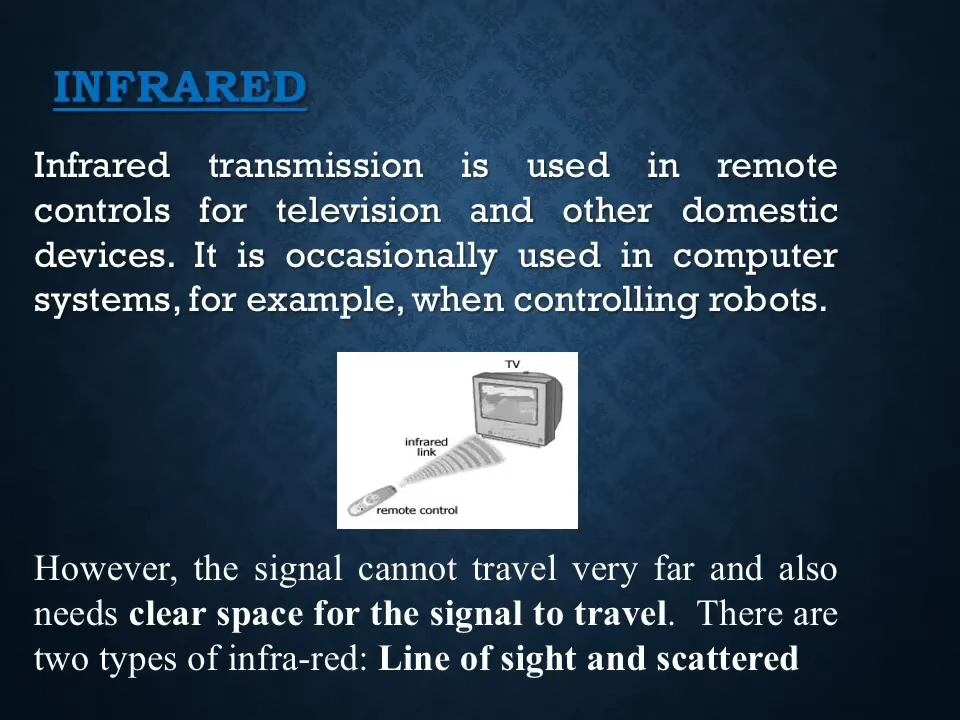 INFRARED
Infrared transmission is used in remote
controls for television and other domestic
devices. It is occasionally used in computer
systems, for example, when controlling robots.
TV
infrared
link
remote control
However, the signal cannot travel very far and also
needs clear space for the signal to travel. There are
two types of infra-red: Line of sight and scattered